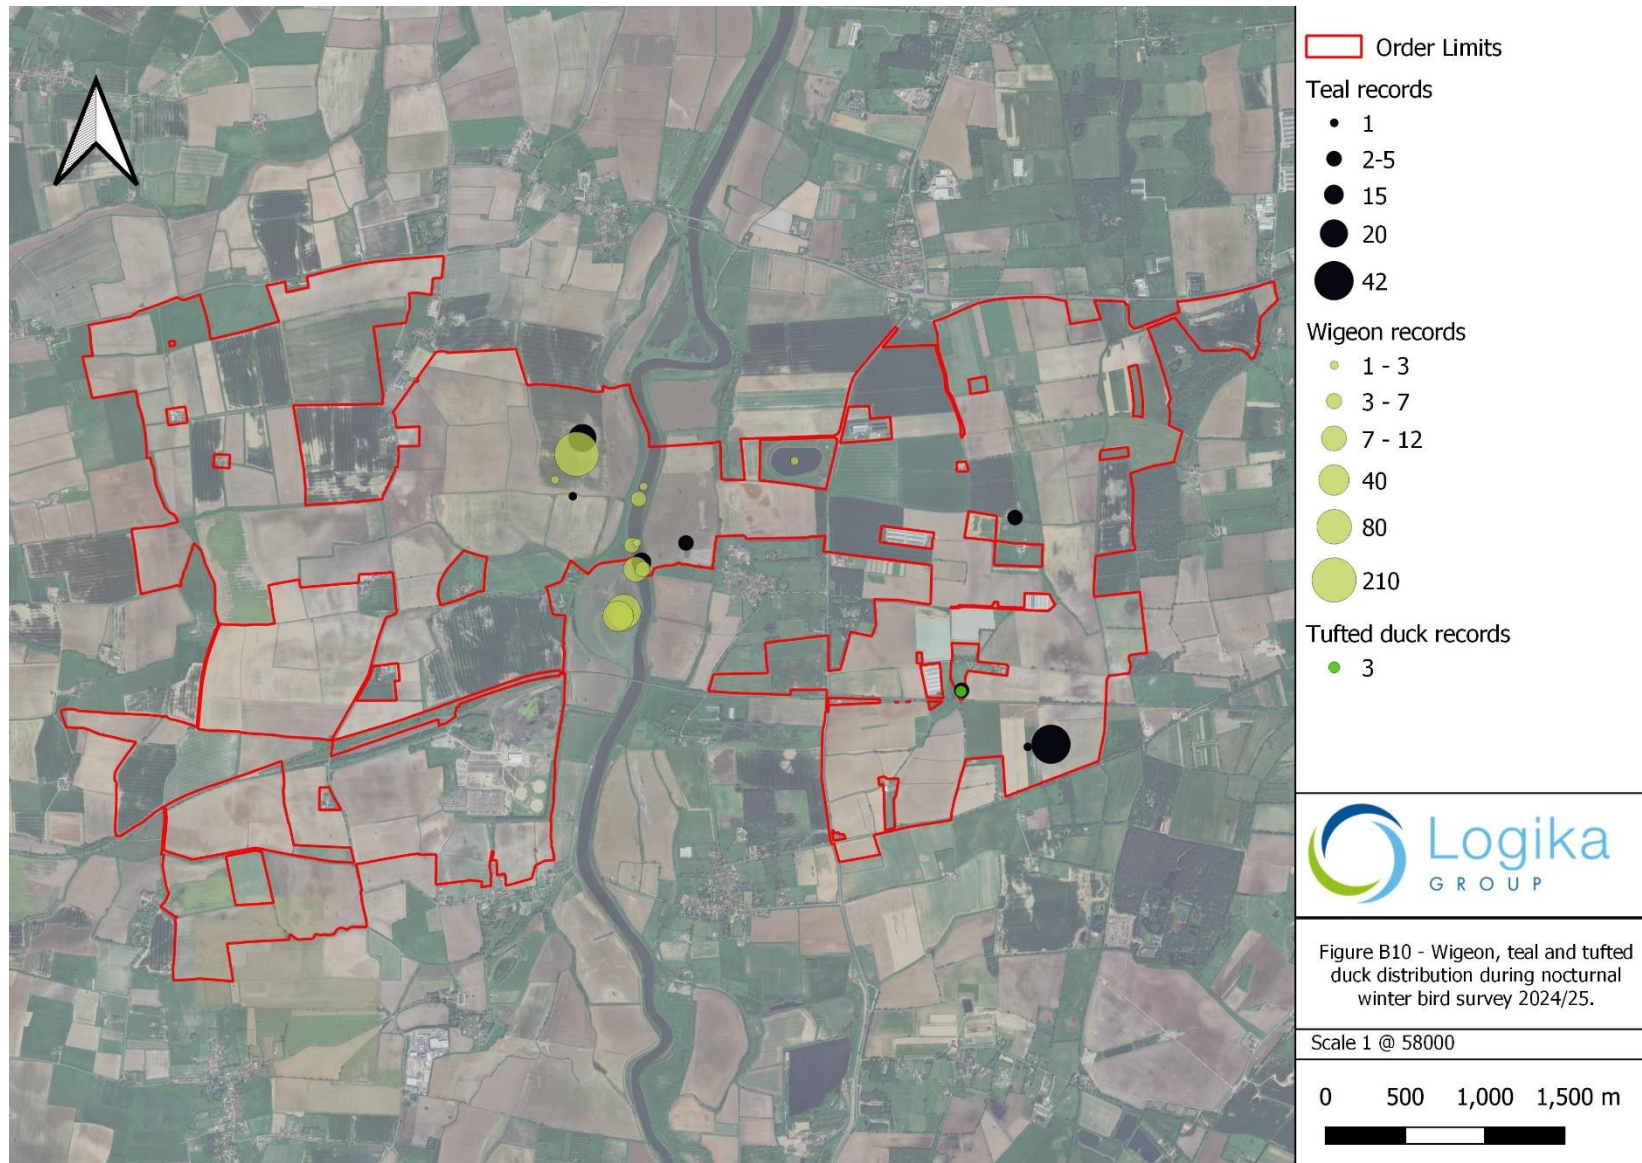 Order Limits
Teal records
1
2-5
15
20
42
Wigeon records
1 - 3
3 - 7
7 - 12
40
80
210
Tufted duck records
3
Logika
GROUP
Figure B10 - Wigeon, teal and tufted
duck distribution during nocturnal
winter bird survey 2024/25.
Scale 1 @ 58000
0 500 1,000 1,500 m